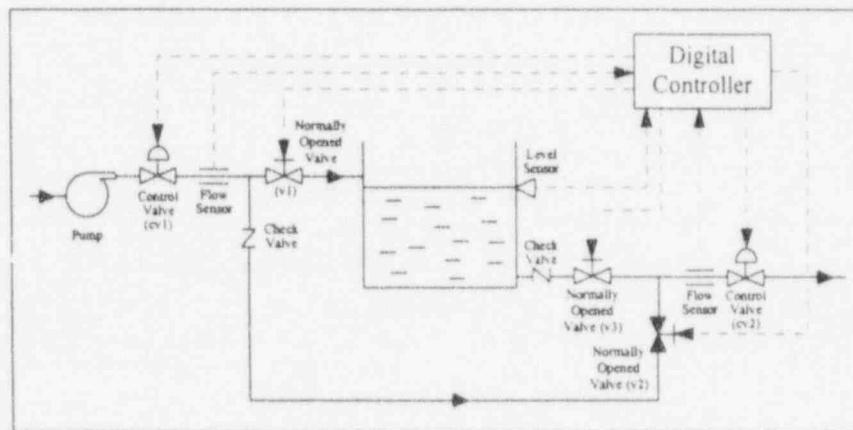 Digital
Controller
Normally
Opened
Valve
(v1)
Level
Sensor
Pump
Control
Valve
(cv1)
Flow
Sensor
Check
Valve
Check
Valve
Normally
Opened
Valve (v3)
Flow
Sensor
Control
Valve
(cv2)
Normally
Opened
Valve (v2)